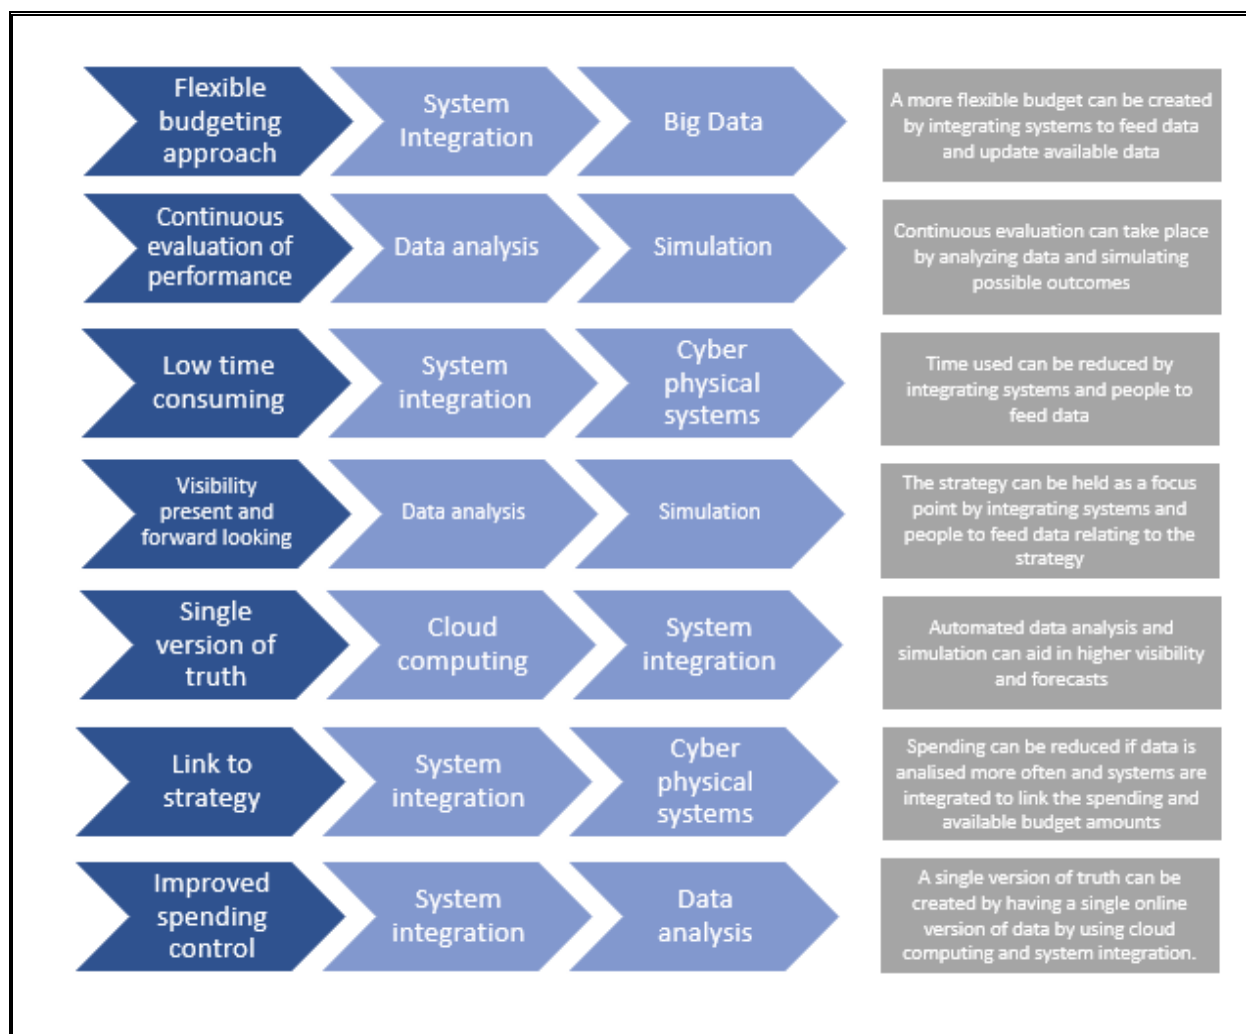 Flexible
budgeting
approach
System
Integration
Big Data
A more flexible budget can be created
by integrating systems to feed data
and update available data
Continuous
evaluation of
performance
Data analysis
Simulation
Continuous evaluation can take place
by analyzing data and simulating
possible outcomes
Low time
consuming
System
integration
Cyber
physical
systems
Time used can be reduced by
integrating systems and people to
feed data
Visibility
present and
forward looking
Data analysis
Simulation
The strategy can be held as a focus
point by integrating systems and
people to feed data relating to the
strategy
Single
version of
truth
Cloud
computing
System
integration
Automated data analysis and
simulation can aid in higher visibility
and forecasts
Link to
strategy
System
integration
Cyber
physical
systems
Spending can be reduced if data is
analised more often and systems are
integrated to link the spending and
available budget amounts
Improved
spending
control
System
integration
Data
analysis
A single version of truth can be
created by having a single online
version of data by using cloud
computing and system integration.